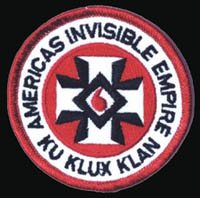 AMERICAS INVISIBLE EMPIRE
KU KLUX KLAN